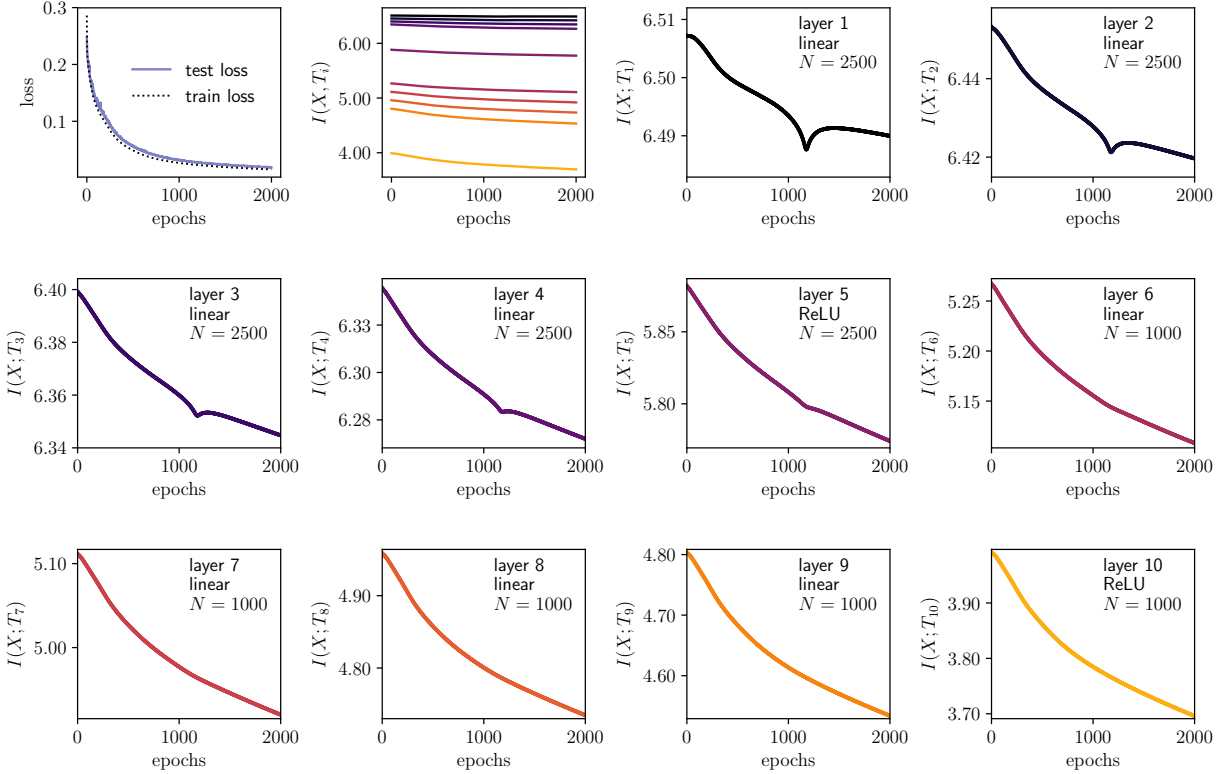 0.3
0.2
0.1
loss
test loss
train loss
0
1000
2000
epochs
6.00
5.00
4.00
I(X, T_i)
0
1000
2000
epochs
6.51
6.50
6.49
I(X; T_1)
layer 1
linear
N = 2500
0
1000
2000
epochs
6.44
6.42
I(X; T_2)
layer 2
linear
N = 2500
0
1000
2000
epochs
6.40
6.38
6.36
6.34
I(X; T_3)
layer 3
linear
N = 2500
0
1000
2000
epochs
6.33
6.30
6.28
I(X; T_4)
layer 4
linear
N = 2500
0
1000
2000
epochs
5.85
5.80
I(X; T_5)
layer 5
ReLU
N = 2500
0
1000
2000
epochs
5.25
5.20
5.15
I(X; T_6)
layer 6
linear
N = 1000
0
1000
2000
epochs
5.10
5.00
I(X; T_7)
layer 7
linear
N = 1000
0
1000
2000
epochs
4.90
4.80
I(X; T_8)
layer 8
linear
N = 1000
0
1000
2000
epochs
4.80
4.70
4.60
I(X; T_9)
layer 9
linear
N = 1000
0
1000
2000
epochs
3.90
3.80
3.70
I(X; T_10)
layer 10
ReLU
N = 1000
0
1000
2000
epochs